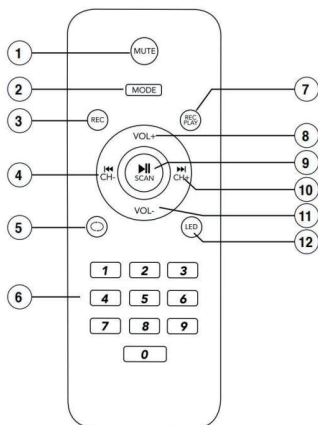 1
MUTE
2
MODE
7
3
REC
REC
PLAY
VOL+
8
9
4
CH-
SCAN
CH+
10
VOL-
11
5
LED
12
6
1 2 3
4 5 6
7 8 9
0